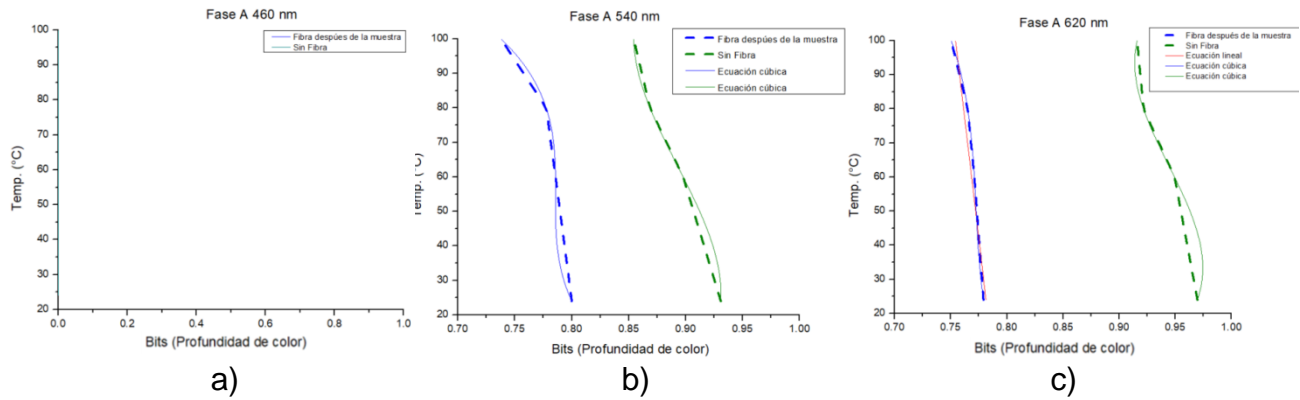 Fase A 460 nm
Fibra despúes de la muestra
Sin Fibra
100
90
80
70
60
50
40
30
20
Temp. (°C)
0.0 0.2 0.4 0.6 0.8 1.0
Bits (Profundidad de color)
a)
Fase A 540 nm
Fibra despúes de la muestra
Sin Fibra
Ecuación cúbica
Ecuación cúbica
100
90
80
70
60
50
40
30
20
Temp. (°C)
0.70 0.75 0.80 0.85 0.90 0.95 1.00
Bits (Profundidad de color)
b)
Fase A 620 nm
Fibra despúes de la muestra
Sin Fibra
Ecuación lineal
Ecuación cúbica
Ecuación cúbica
100
90
80
70
60
50
40
30
20
Temp. (°C)
0.70 0.75 0.80 0.85 0.90 0.95 1.00
Bits (Profundidad de color)
c)